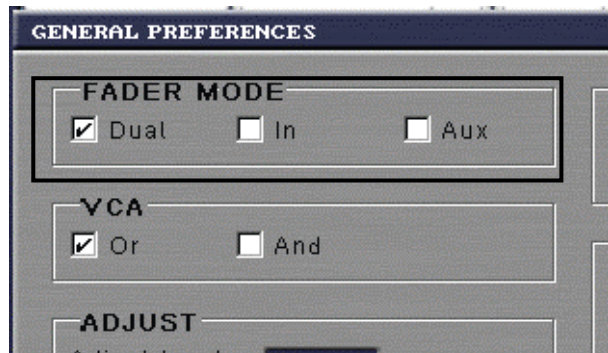 GENERAL PREFERENCES
FADER MODE
Dual In Aux
VCA
Or And
ADJUST